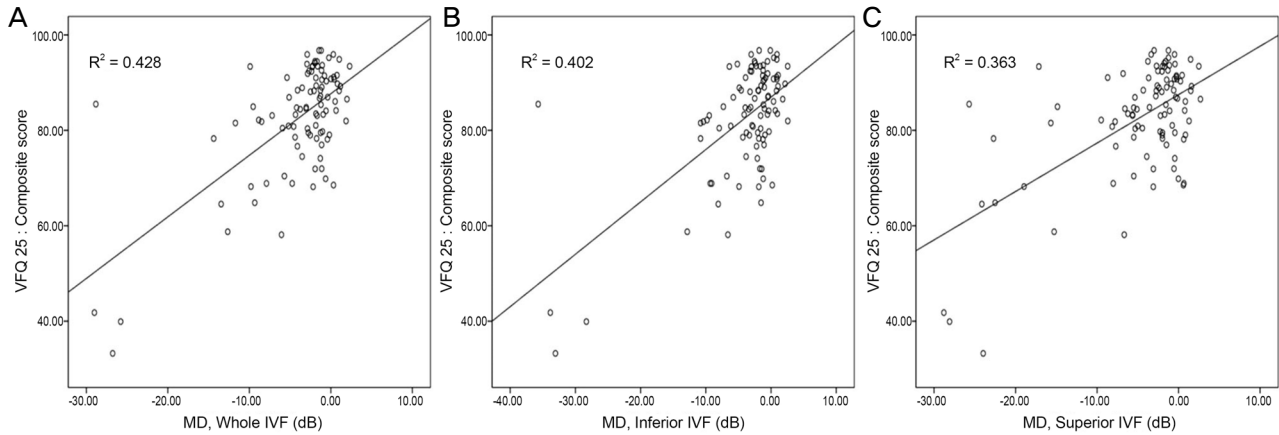 A
R² = 0.428
VFQ 25 : Composite score
100.00
80.00
60.00
40.00
-30.00 -20.00 -10.00 0.00 10.00
MD, Whole IVF (dB)
B
R² = 0.402
VFQ 25 : Composite score
100.00
80.00
60.00
40.00
-40.00 -30.00 -20.00 -10.00 0.00 10.00
MD, Inferior IVF (dB)
C
R² = 0.363
VFQ 25 : Composite score
100.00
80.00
60.00
40.00
-30.00 -20.00 -10.00 0.00 10.00
MD, Superior IVF (dB)